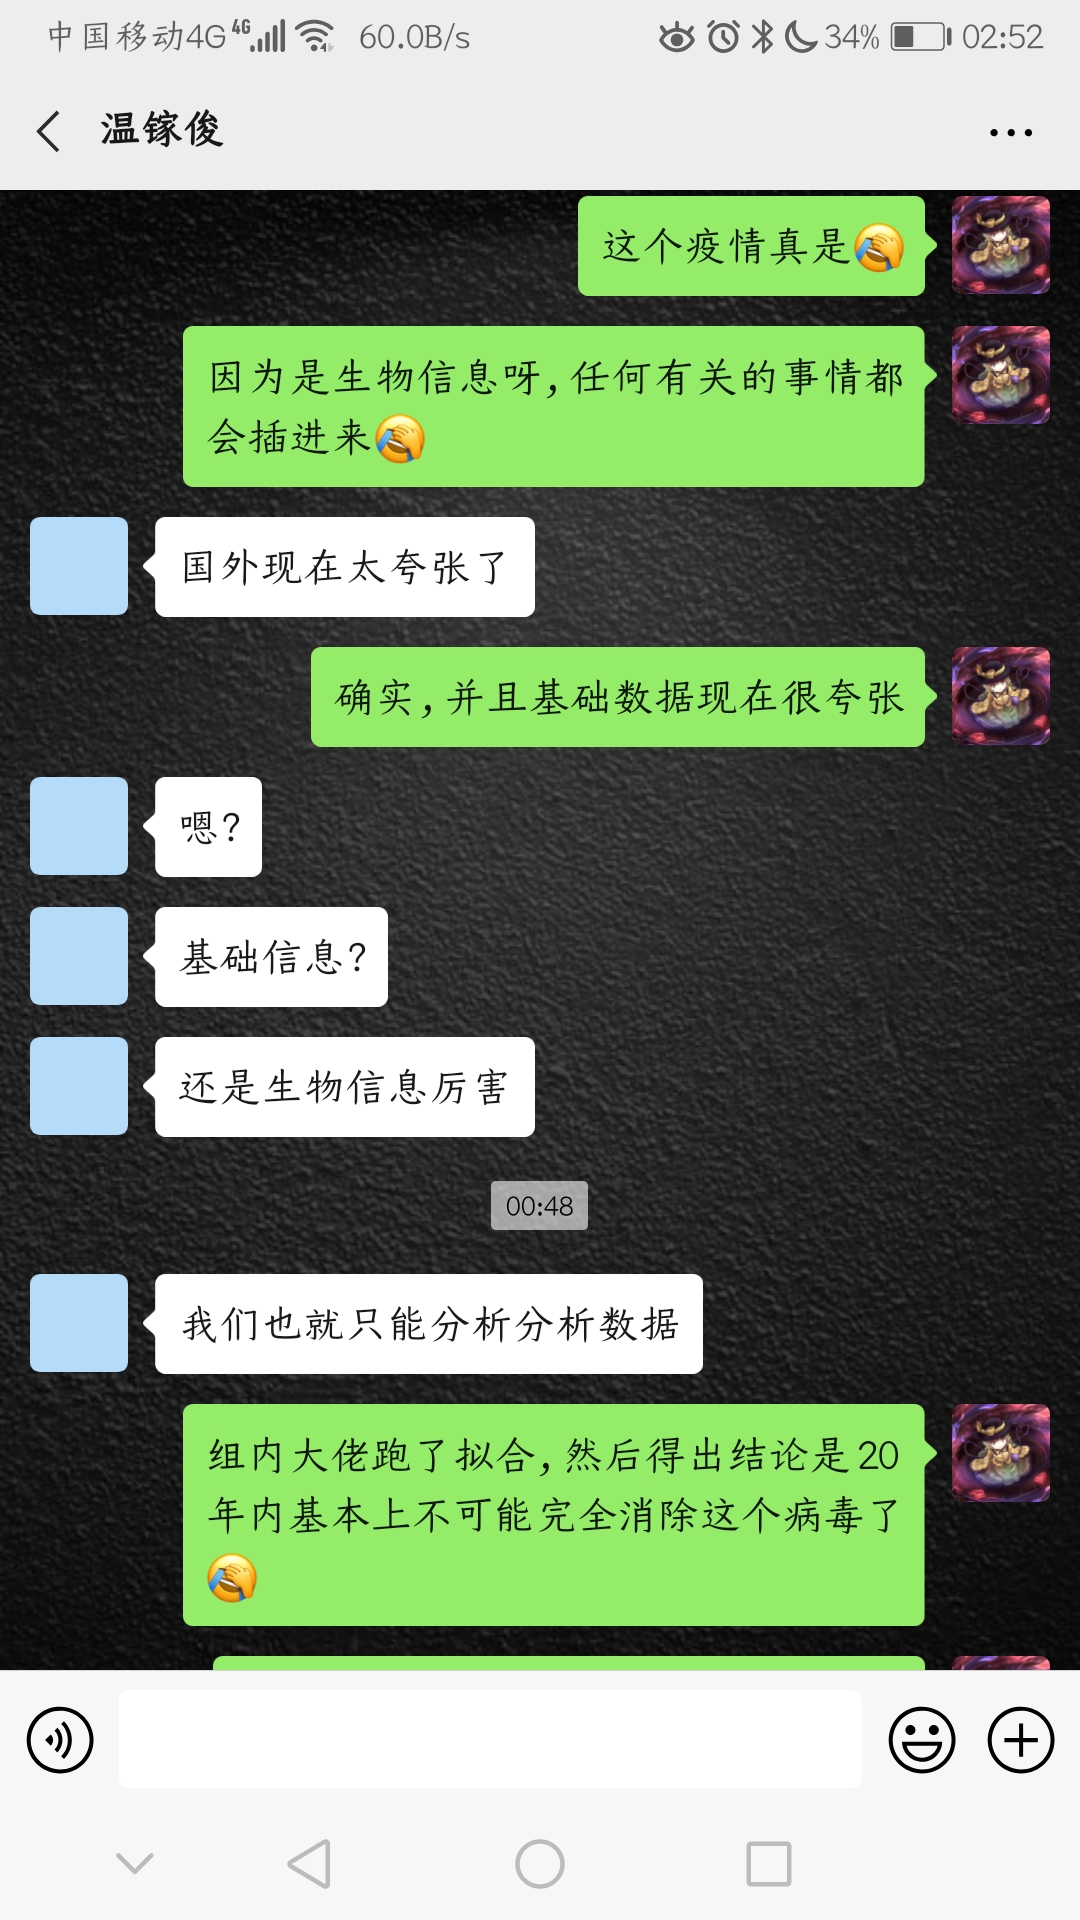 中国移动4G 4G 60.0B/s 34% 02:52
温镓俊
这个疫情真是
因为是生物信息呀,任何有关的事情都
会插进来
国外现在太夸张了
确实,并且基础数据现在很夸张
嗯?
基础信息?
还是生物信息厉害
00:48
我们也就只能分析分析数据
组内大佬跑了拟合,然后得出结论是20
年内基本上不可能完全消除这个病毒了